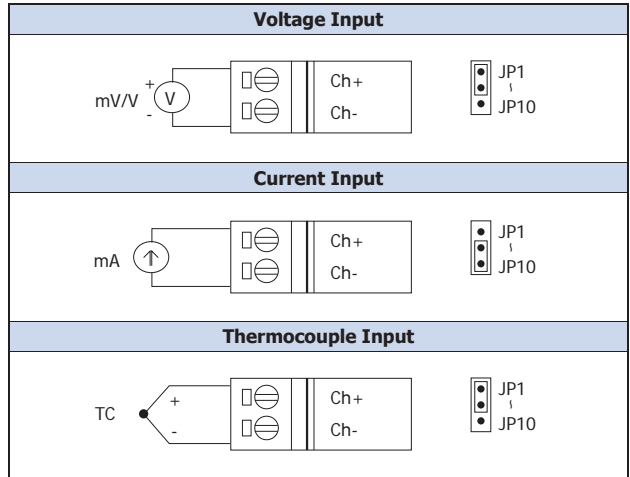 Voltage Input
+
mV/V
V
-
Ch+
Ch-
JP1
~
JP10
Current Input
mA
Ch+
Ch-
JP1
~
JP10
Thermocouple Input
TC
+
-
Ch+
Ch-
JP1
~
JP10